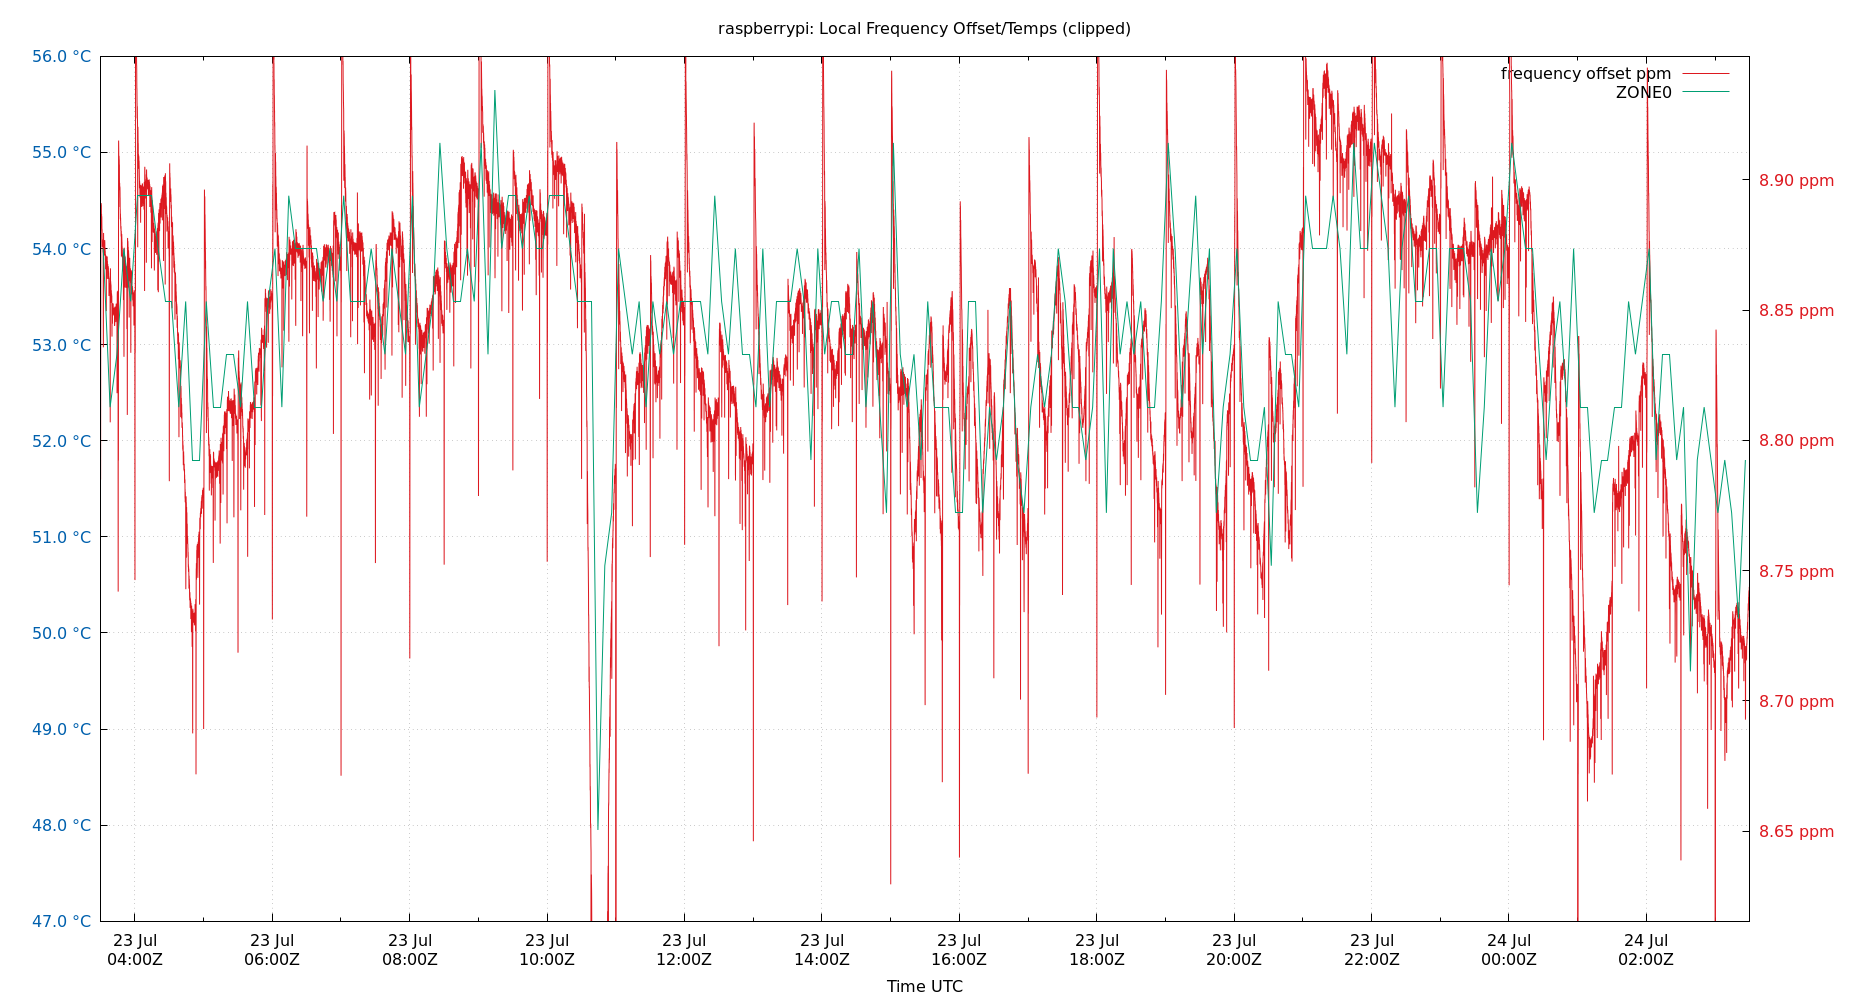 raspberrypi: Local Frequency Offset/Temps (clipped)
frequency offset ppm
ZONE0
56.0 °C
55.0 °C
54.0 °C
53.0 °C
52.0 °C
51.0 °C
50.0 °C
49.0 °C
48.0 °C
47.0 °C
8.90 ppm
8.85 ppm
8.80 ppm
8.75 ppm
8.70 ppm
8.65 ppm
23 Jul 23 Jul 23 Jul 23 Jul 23 Jul 23 Jul 23 Jul 23 Jul 23 Jul 23 Jul 24 Jul 24 Jul
04:00Z 06:00Z 08:00Z 10:00Z 12:00Z 14:00Z 16:00Z 18:00Z 20:00Z 22:00Z 00:00Z 02:00Z
Time UTC